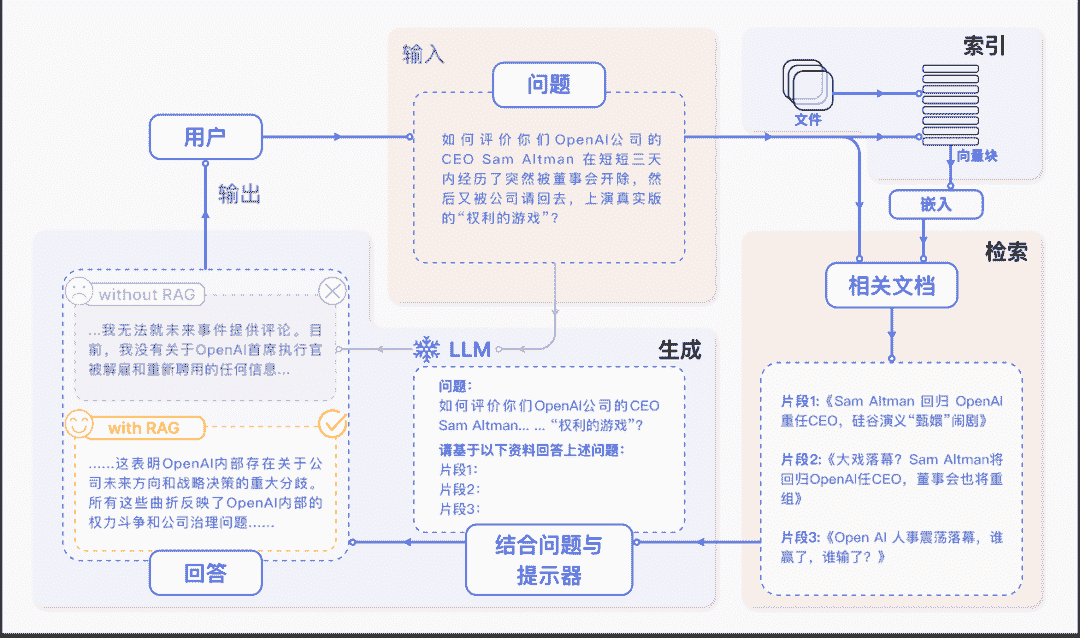 输入
问题
如何评价你们OpenAI公司的
CEO Sam Altman 在短短三天
内经历了突然被董事会开除，然
后又被公司请回去，上演真实版
的“权利的游戏”？
用户
输出
索引
文件
向量块
嵌入
检索
相关文档
片段1:《Sam Altman 回归 OpenAI
重任CEO，硅谷演义“甄嬛”闹剧》
片段2:《大戏落幕？Sam Altman将
回归OpenAI任CEO，董事会也将重
组》
片段3:《Open AI 人事震荡落幕，谁
赢了，谁输了？》
生成
LLM
问题：
如何评价你们OpenAI公司的CEO
Sam Altman... ... “权利的游戏”？
请基于以下资料回答上述问题：
片段1：
片段2：
片段3：
结合问题与
提示器
without RAG
...我无法就未来事件提供评论。目
前，我没有关于OpenAI首席执行官
被解雇和重新聘用的任何信息...
with RAG
......这表明OpenAI内部存在关于公
司未来方向和战略决策的重大分歧。
所有这些曲折反映了OpenAI内部的
权力斗争和公司治理问题......
回答